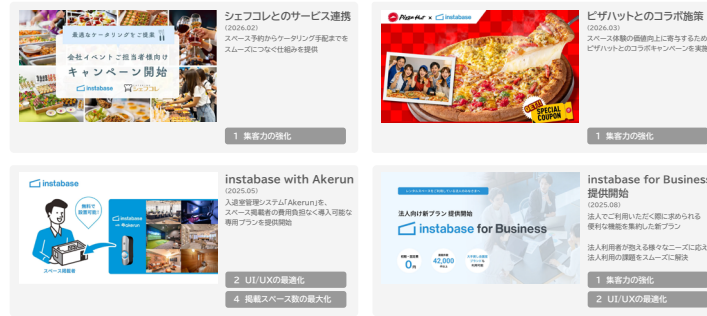 最適なケータリングをご提案
会社イベントご担当者様向け
キャンペーン開始
instabase
シェフコレ
シェフコレとのサービス連携
(2026.02)
スペース予約からケータリング手配までを
スムーズにつなぐ仕組みを提供
1 集客力の強化
Pizza Hut × instabase
GET!!
SPECIAL
COUPON
ピザハットとのコラボ施策
(2026.03)
スペース体験の価値向上に寄与するため
ピザハットとのコラボキャンペーンを実施
1 集客力の強化
instabase
無料で
設置可能!
スペース掲載者
instabase
with Akerun
instabase with Akerun
(2025.05)
入退室管理システム「Akerun」を、
スペース掲載者の費用負担なく導入可能な
専用プランを提供開始
2 UI/UXの最適化
4 掲載スペース数の最大化
法人向け新プラン 提供開始
instabase for Business
0円
42,000
instabase for Business
提供開始
(2025.08)
法人でご利用いただく際に求められる
便利な機能を集約した新プラン
法人利用者が抱える様々なニーズに応え
法人利用の課題をスムーズに解決
1 集客力の強化
2 UI/UXの最適化